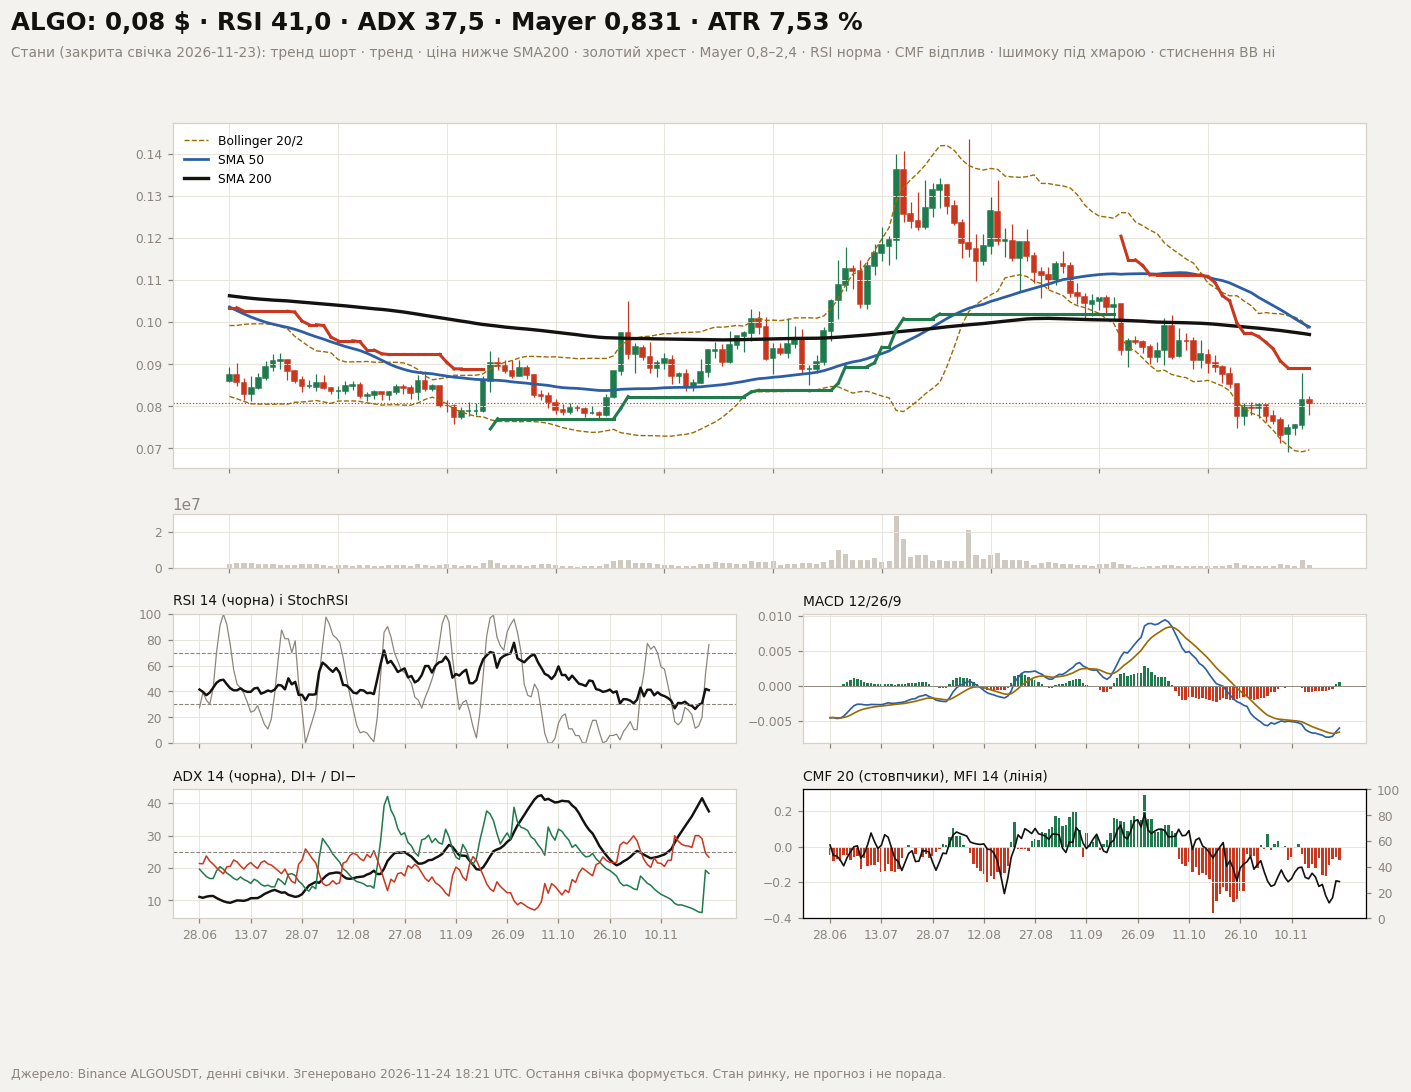 ALGO: 0,08 $ · RSI 41,0 · ADX 37,5 · Mayer 0,831 · ATR 7,53 %
Стани (закрита свічка 2026-11-23): тренд шорт · тренд · ціна нижче SMA200 · золотий хрест · Mayer 0,8–2,4 · RSI норма · CMF відплив · Ішимоку під хмарою · стиснення BB ні
Bollinger 20/2
SMA 50
SMA 200
0.14
0.13
0.12
0.11
0.10
0.09
0.08
0.07
1e7
2
0
RSI 14 (чорна) і StochRSI
100
80
60
40
20
0
MACD 12/26/9
0.010
0.005
0.000
−0.005
ADX 14 (чорна), DI+ / DI−
40
30
20
10
28.06 13.07 28.07 12.08 27.08 11.09 26.09 11.10 26.10 10.11
CMF 20 (стовпчики), MFI 14 (лінія)
0.2
0.0
−0.2
−0.4
100
80
60
40
20
0
28.06 13.07 28.07 12.08 27.08 11.09 26.09 11.10 26.10 10.11
Джерело: Binance ALGOUSDT, денні свічки. Згенеровано 2026-11-24 18:21 UTC. Остання свічка формується. Стан ринку, не прогноз і не порада.